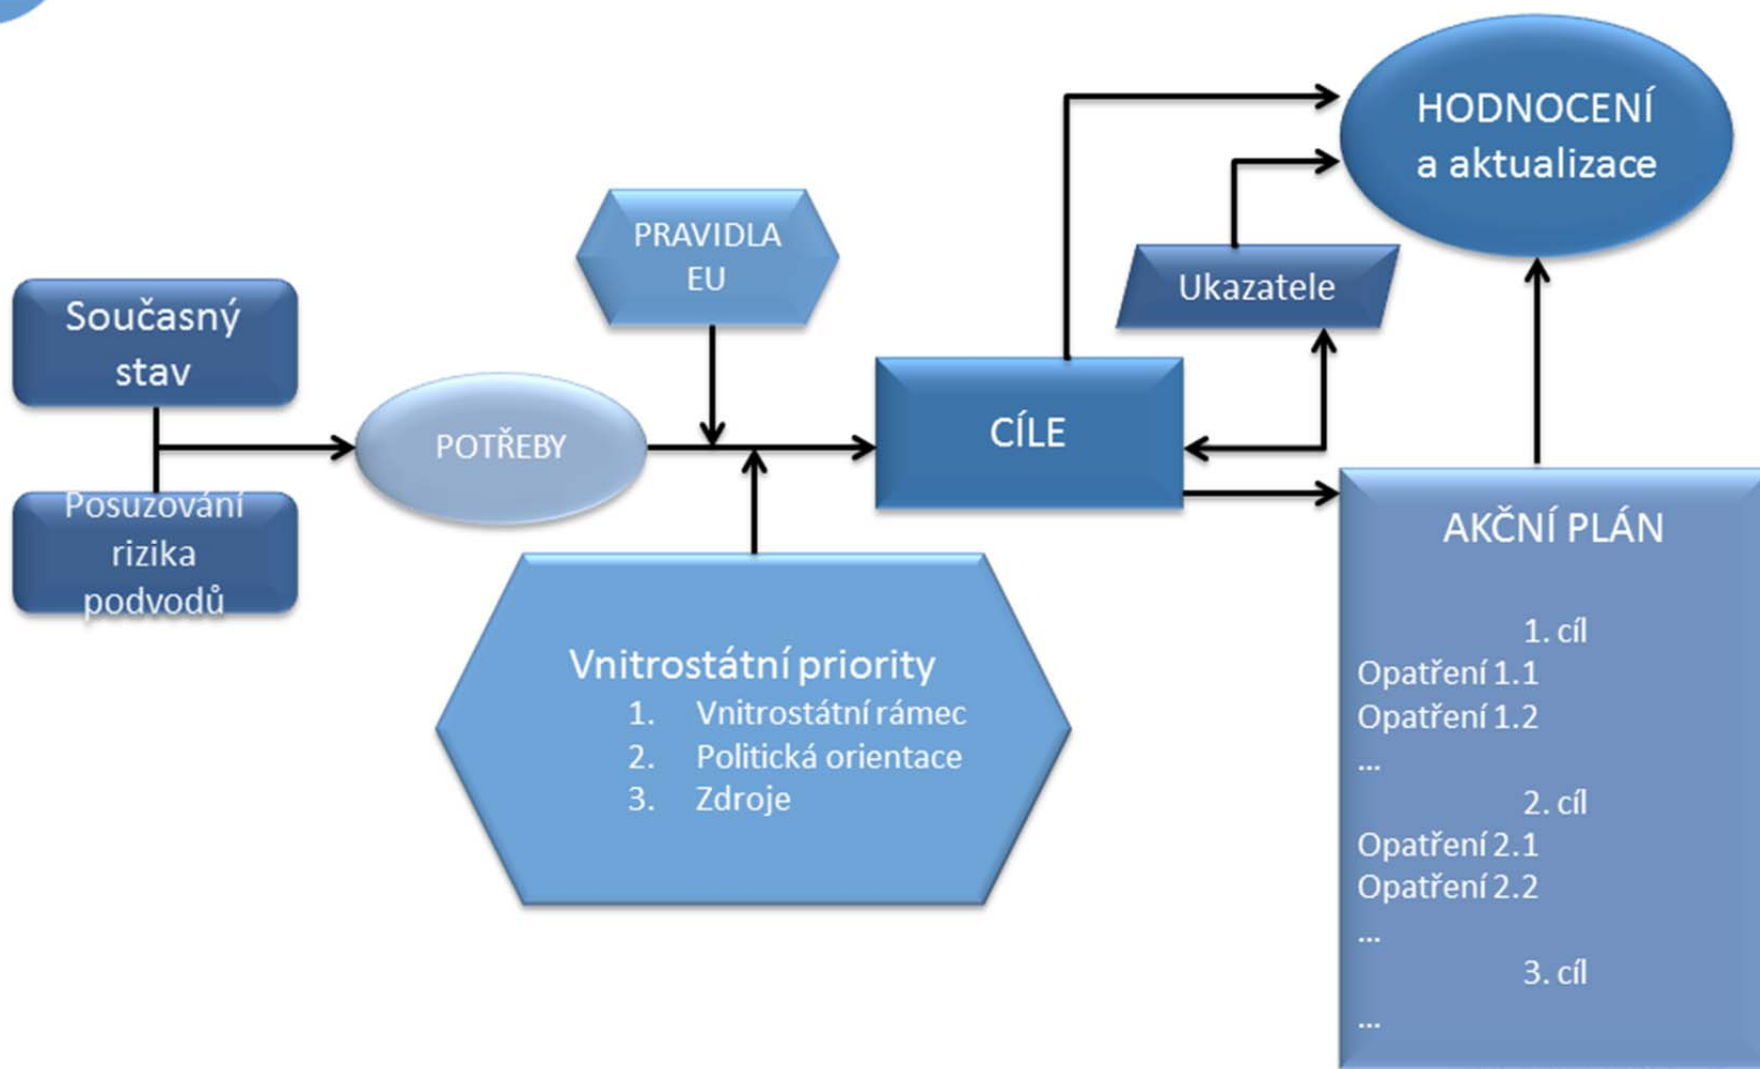 HODNOCENÍ
a aktualizace
PRAVIDLA
EU
Ukazatele
Současný
stav
POTŘEBY
CÍLE
Posuzování
rizika
podvodů
Vnitrostátní priority
1. Vnitrostátní rámec
2. Politická orientace
3. Zdroje
AKČNÍ PLÁN
1. cíl
Opatření 1.1
Opatření 1.2
...
2. cíl
Opatření 2.1
Opatření 2.2
...
3. cíl
...